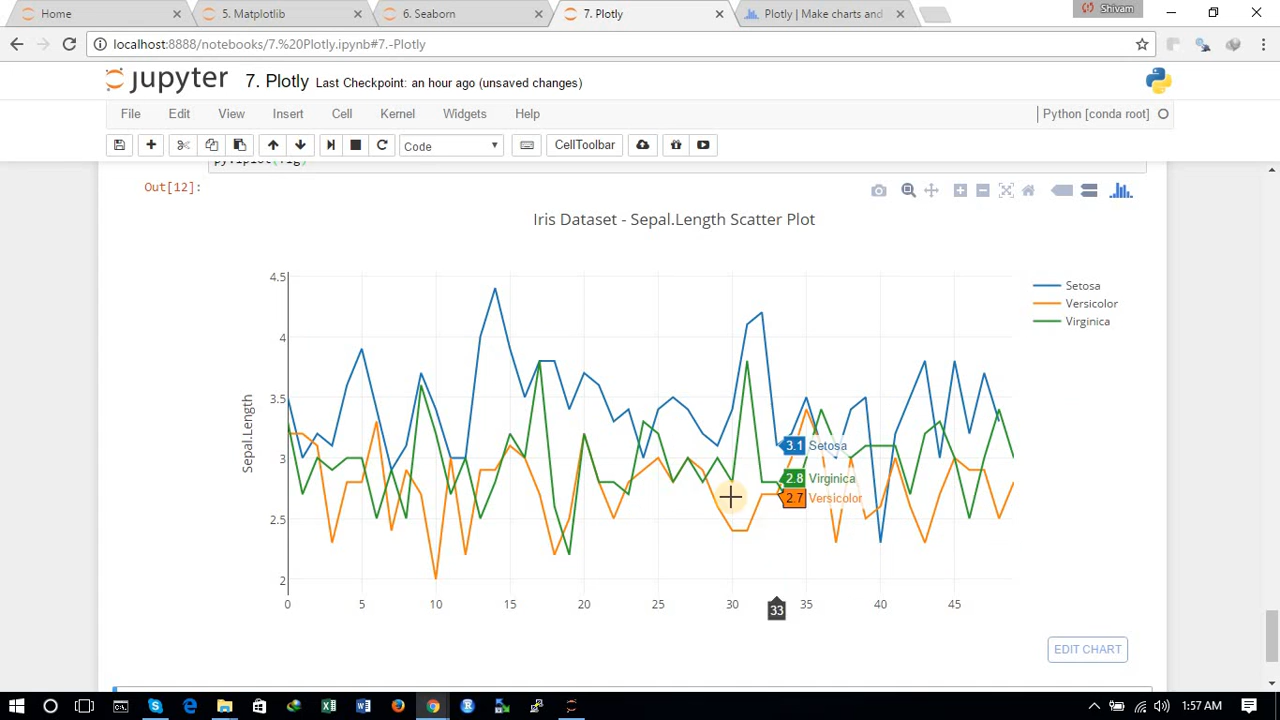 Home
5. Matplotlib
6. Seaborn
7. Plotly
Plotly | Make charts and
Shivam
localhost:8888/notebooks/7.%20Plotly.ipynb#7.-Plotly
jupyter 7. Plotly Last Checkpoint: an hour ago (unsaved changes)
File Edit View Insert Cell Kernel Widgets Help
Python [conda root]
Code
CellToolbar
Out[12]:
Iris Dataset - Sepal.Length Scatter Plot
4.5
4
3.5
3
2.5
2
Sepal.Length
Setosa
Versicolor
Virginica
3.1 Setosa
2.8 Virginica
2.7 Versicolor
0 5 10 15 20 25 30 35 40 45
33
EDIT CHART
1:57 AM